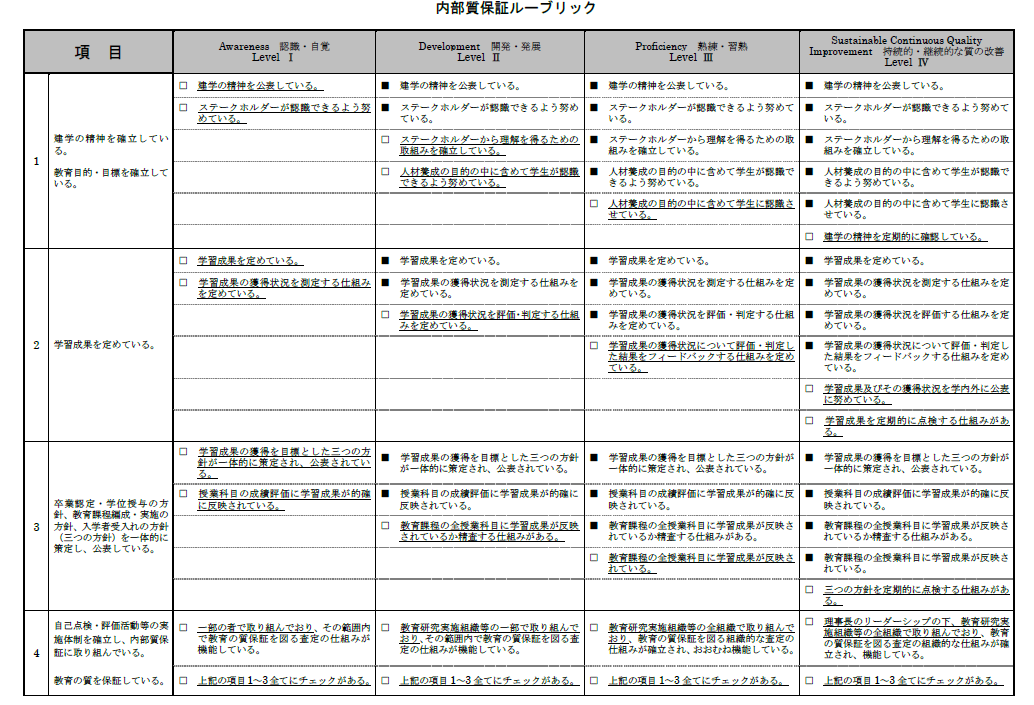 内部質保証ルーブリック
項　目
Awareness　認識・自覚
Level　Ⅰ
Development　開発・発展
Level　Ⅱ
Proficiency　熟練・習熟
Level　Ⅲ
Sustainable Continuous Quality
Improvement　持続的・継続的な質の改善
Level　Ⅳ
1
建学の精神を確立してい
る。
教育目的・目標を確立して
いる。
□　建学の精神を公表している。
■　建学の精神を公表している。
■　建学の精神を公表している。
■　建学の精神を公表している。
□　ステークホルダーが認識できるよう努
めている。
■　ステークホルダーが認識できるよう努め
ている。
■　ステークホルダーが認識できるよう努めて
いる。
■　ステークホルダーが認識できるよう努めて
いる。
□　ステークホルダーから理解を得るための
取組みを確立している。
■　ステークホルダーから理解を得るための取
組みを確立している。
■　ステークホルダーから理解を得るための取
組みを確立している。
□　人材養成の目的の中に含めて学生が認識
できるよう努めている。
■　人材養成の目的の中に含めて学生が認識で
きるよう努めている。
■　人材養成の目的の中に含めて学生が認識で
きるよう努めている。
□　人材養成の目的の中に含めて学生に認識さ
せている。
■　人材養成の目的の中に含めて学生に認識さ
せている。
□　建学の精神を定期的に確認している。
2
学習成果を定めている。
□　学習成果を定めている。
■　学習成果を定めている。
■　学習成果を定めている。
■　学習成果を定めている。
□　学習成果の獲得状況を測定する仕組み
を定めている。
■　学習成果の獲得状況を測定する仕組みを
定めている。
■　学習成果の獲得状況を測定する仕組みを定
めている。
■　学習成果の獲得状況を測定する仕組みを定
めている。
□　学習成果の獲得状況を評価・判定する仕組
みを定めている。
■　学習成果の獲得状況を評価・判定する仕組
みを定めている。
■　学習成果の獲得状況を評価する仕組みを定
めている。
□　学習成果の獲得状況について評価・判定し
た結果をフィードバックする仕組みを定め
ている。
■　学習成果の獲得状況について評価・判定し
た結果をフィードバックする仕組みを定め
ている。
□　学習成果及びその獲得状況を学内外に公表
に努めている。
□　学習成果を定期的に点検する仕組みがあ
る。
3
卒業認定・学位授与の方
針、教育課程編成・実施の
方針、入学者受入れの方針
（三つの方針）を一体的に
策定し、公表している。
□　学習成果の獲得を目標とした三つの方
針が一体的に策定され、公表されてい
る。
■　学習成果の獲得を目標とした三つの方針
が一体的に策定され、公表されている。
■　学習成果の獲得を目標とした三つの方針が
一体的に策定され、公表されている。
■　学習成果の獲得を目標とした三つの方針が
一体的に策定され、公表されている。
□　授業科目の成績評価に学習成果が的確
に反映されている。
■　授業科目の成績評価に学習成果が的確に
反映されている。
■　授業科目の成績評価に学習成果が的確に反
映されている。
■　授業科目の成績評価に学習成果が的確に反
映されている。
□　教育課程の全授業科目に学習成果が反映
されているか精査する仕組みがある。
■　教育課程の全授業科目に学習成果が反映さ
れているか精査する仕組みがある。
■　教育課程の全授業科目に学習成果が反映さ
れているか精査する仕組みがある。
□　教育課程の全授業科目に学習成果が反映さ
れている。
■　教育課程の全授業科目に学習成果が反映さ
れている。
□　三つの方針を定期的に点検する仕組みがあ
る。
4
自己点検・評価活動等の実
施体制を確立し、内部質保
証に取り組んでいる。
教育の質を保証している。
□　一部の者で取り組んでおり、その範囲内
で教育の質保証を図る査定の仕組みが
機能している。
□　教育研究実施組織等の一部で取り組んで
おり、その範囲内で教育の質保証を図る査
定の仕組みが機能している。
□　教育研究実施組織等の全組織で取り組んで
おり、教育の質保証を図る組織的な査定の
仕組みが確立され、おおむね機能している。
□　理事長のリーダーシップの下、教育研究実
施組織等の全組織で取り組んでおり、教育
の質保証を図る査定の組織的な仕組みが確
立され、機能している。
□　上記の項目1～3全てにチェックがある。
□　上記の項目1～3全てにチェックがある。
□　上記の項目1～3全てにチェックがある。
□　上記の項目1～3全てにチェックがある。